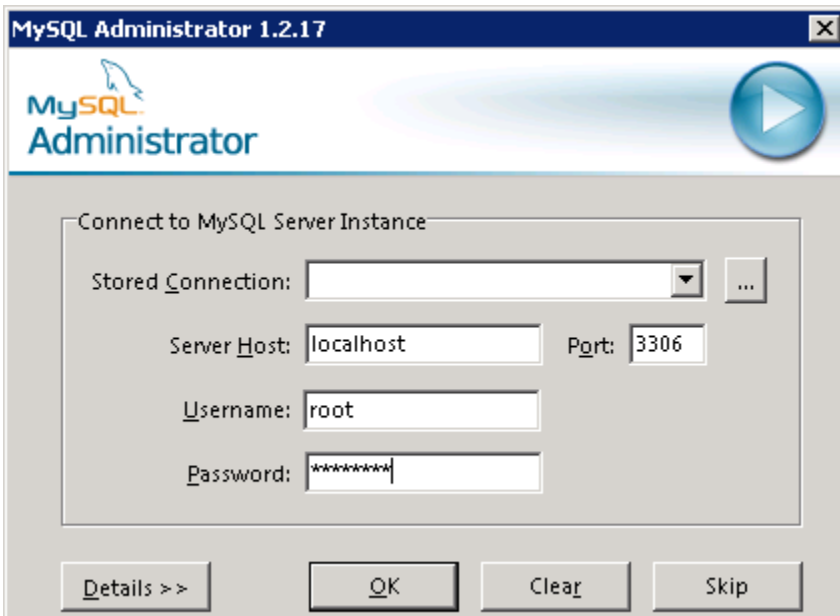 MySQL Administrator 1.2.17
MySQL
Administrator
Connect to MySQL Server Instance
Stored Connection:
...
Server Host: localhost Port: 3306
Username: root
Password: ********
Details >> OK Clear Skip